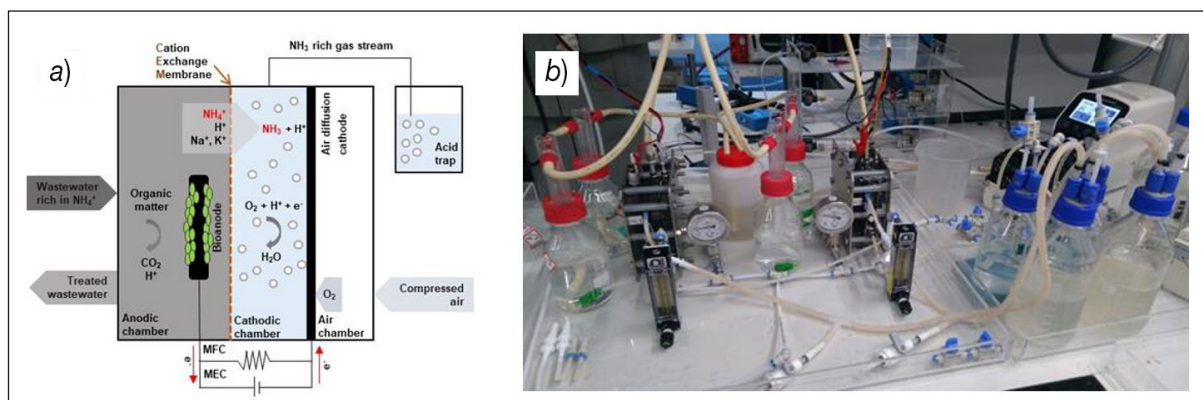 a)
Cation
Exchange
Membrane
NH₃ rich gas stream
NH₄⁺
H⁺
Na⁺, K⁺
NH₃ + H⁺
Air diffusion
cathode
Acid
trap
Wastewater
rich in NH₄⁺
Organic
matter
Bioanode
O₂ + H⁺ + e⁻
H₂O
CO₂
H⁺
Treated
wastewater
O₂
Compressed
air
Anodic chamber
Cathodic
chamber
Air chamber
MFC
MEC
e⁻
e⁻
b)